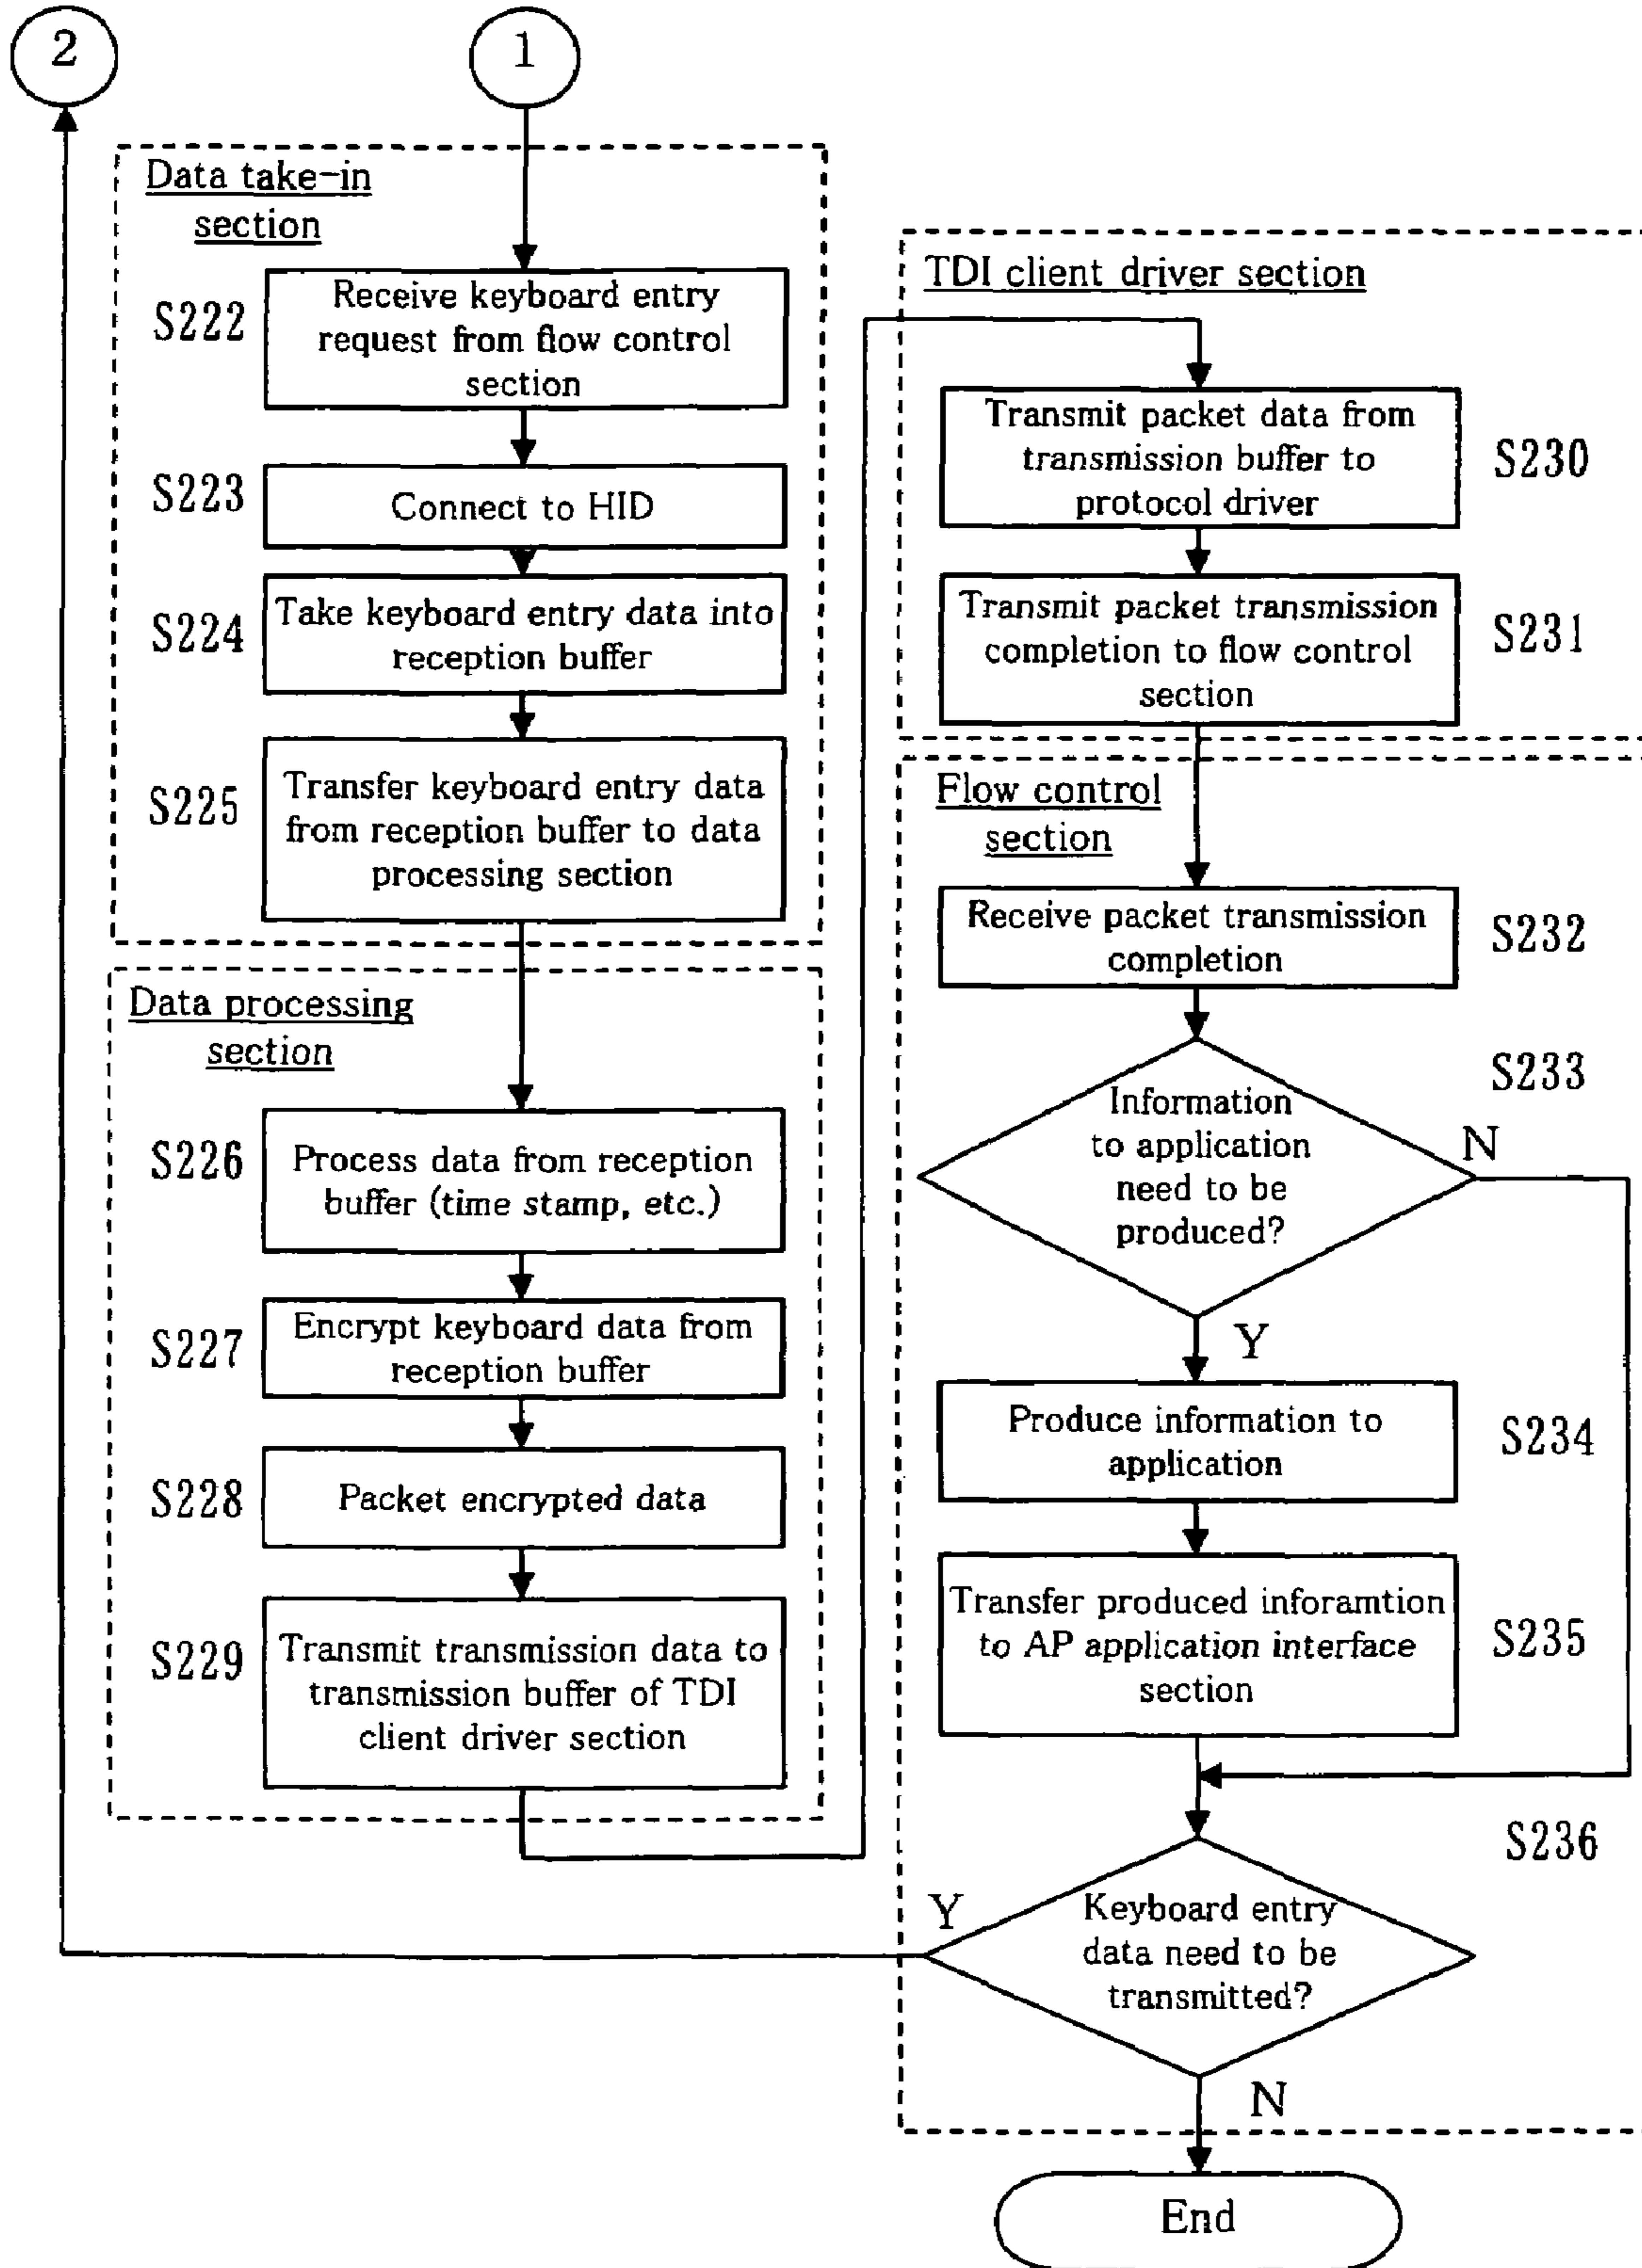 2
1
Data take-in
section
S222
Receive keyboard entry
request from flow control
section
S223
Connect to HID
S224
Take keyboard entry data into
reception buffer
S225
Transfer keyboard entry data
from reception buffer to data
processing section
Data processing
section
S226
Process data from reception
buffer (time stamp, etc.)
S227
Encrypt keyboard data from
reception buffer
S228
Packet encrypted data
S229
Transmit transmission data to
transmission buffer of TDI
client driver section
TDI client driver section
Transmit packet data from
transmission buffer to
protocol driver
S230
Transmit packet transmission
completion to flow control
section
S231
Flow control
section
Receive packet transmission
completion
S232
S233
Information
to application
need to be
produced?
N
Y
Produce information to
application
S234
Transfer produced inforamtion
to AP application interface
section
S235
S236
Y
Keyboard entry
data need to be
transmitted?
N
End